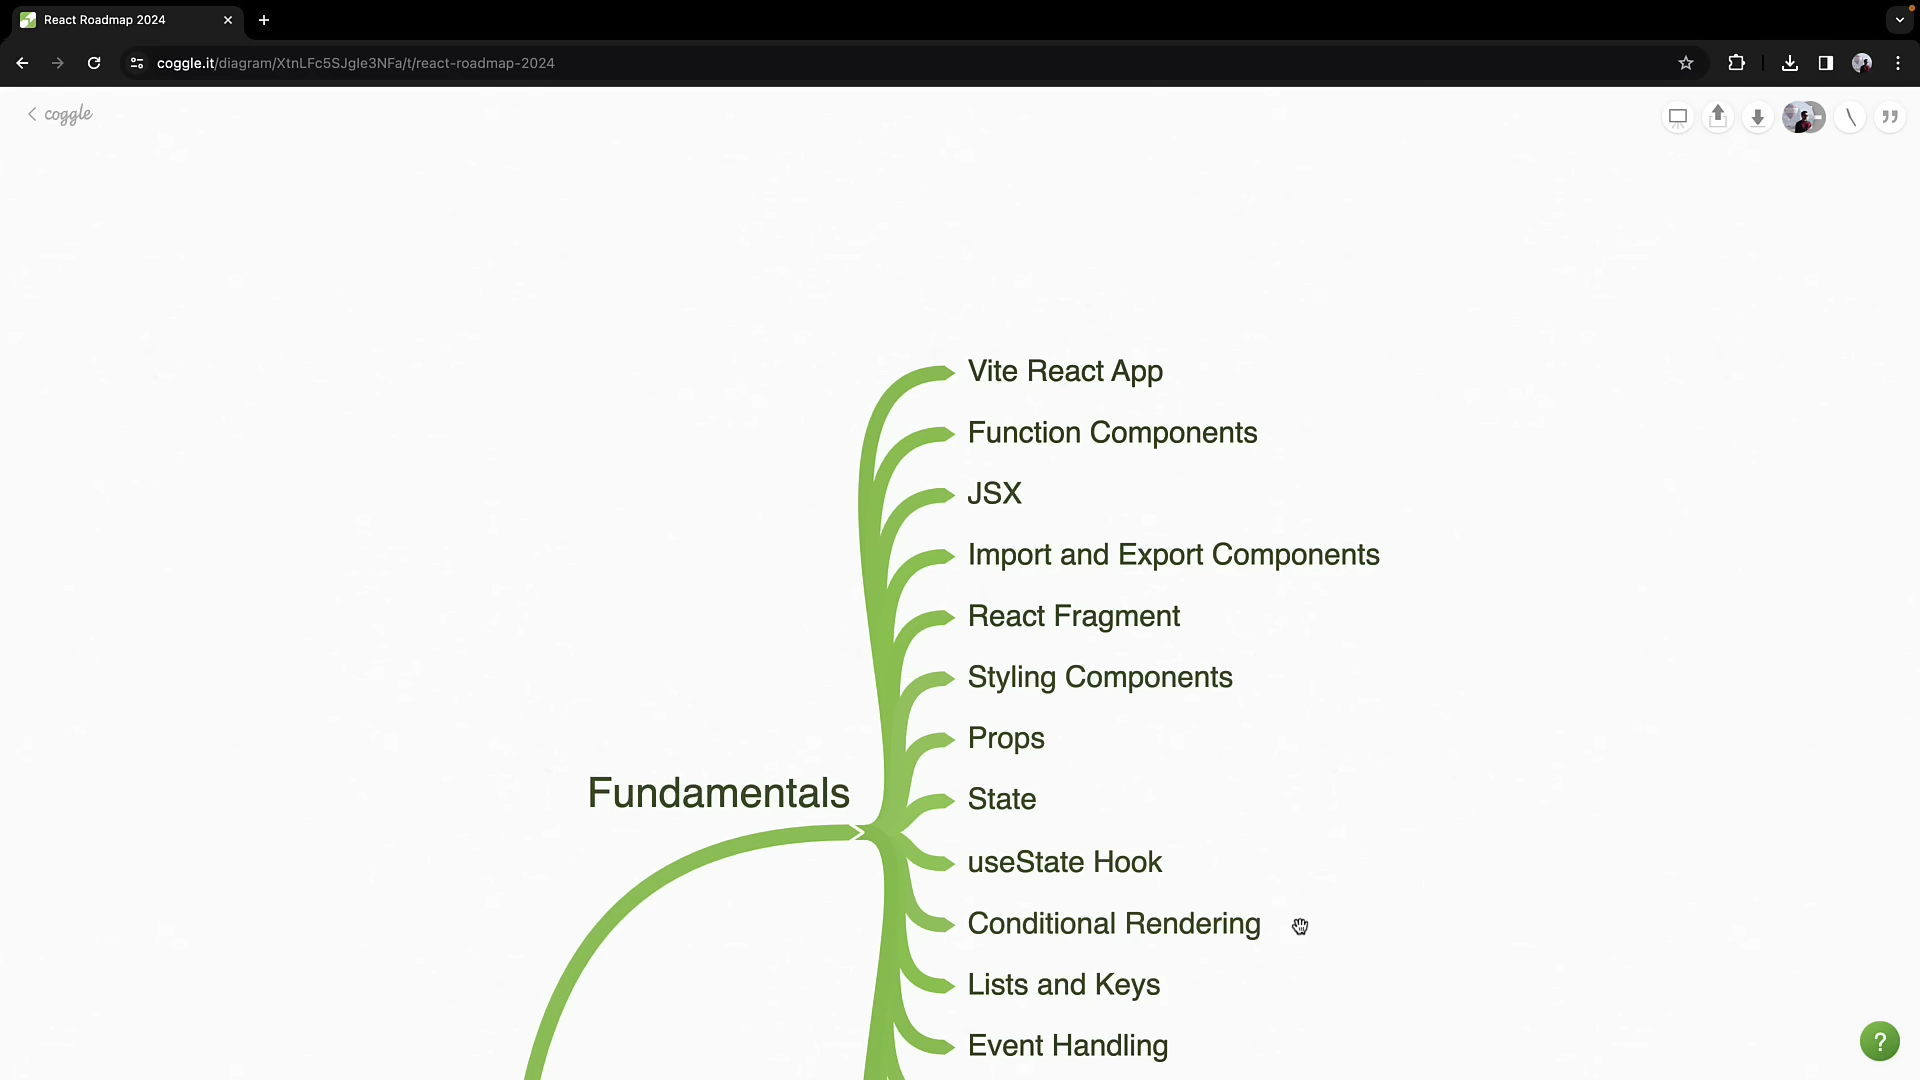 React Roadmap 2024
coggle.it/diagram/XtnLFc5SJgIe3NFa/t/react-roadmap-2024
coggle
Vite React App
Function Components
JSX
Import and Export Components
React Fragment
Styling Components
Props
Fundamentals
State
useState Hook
Conditional Rendering
Lists and Keys
Event Handling
?